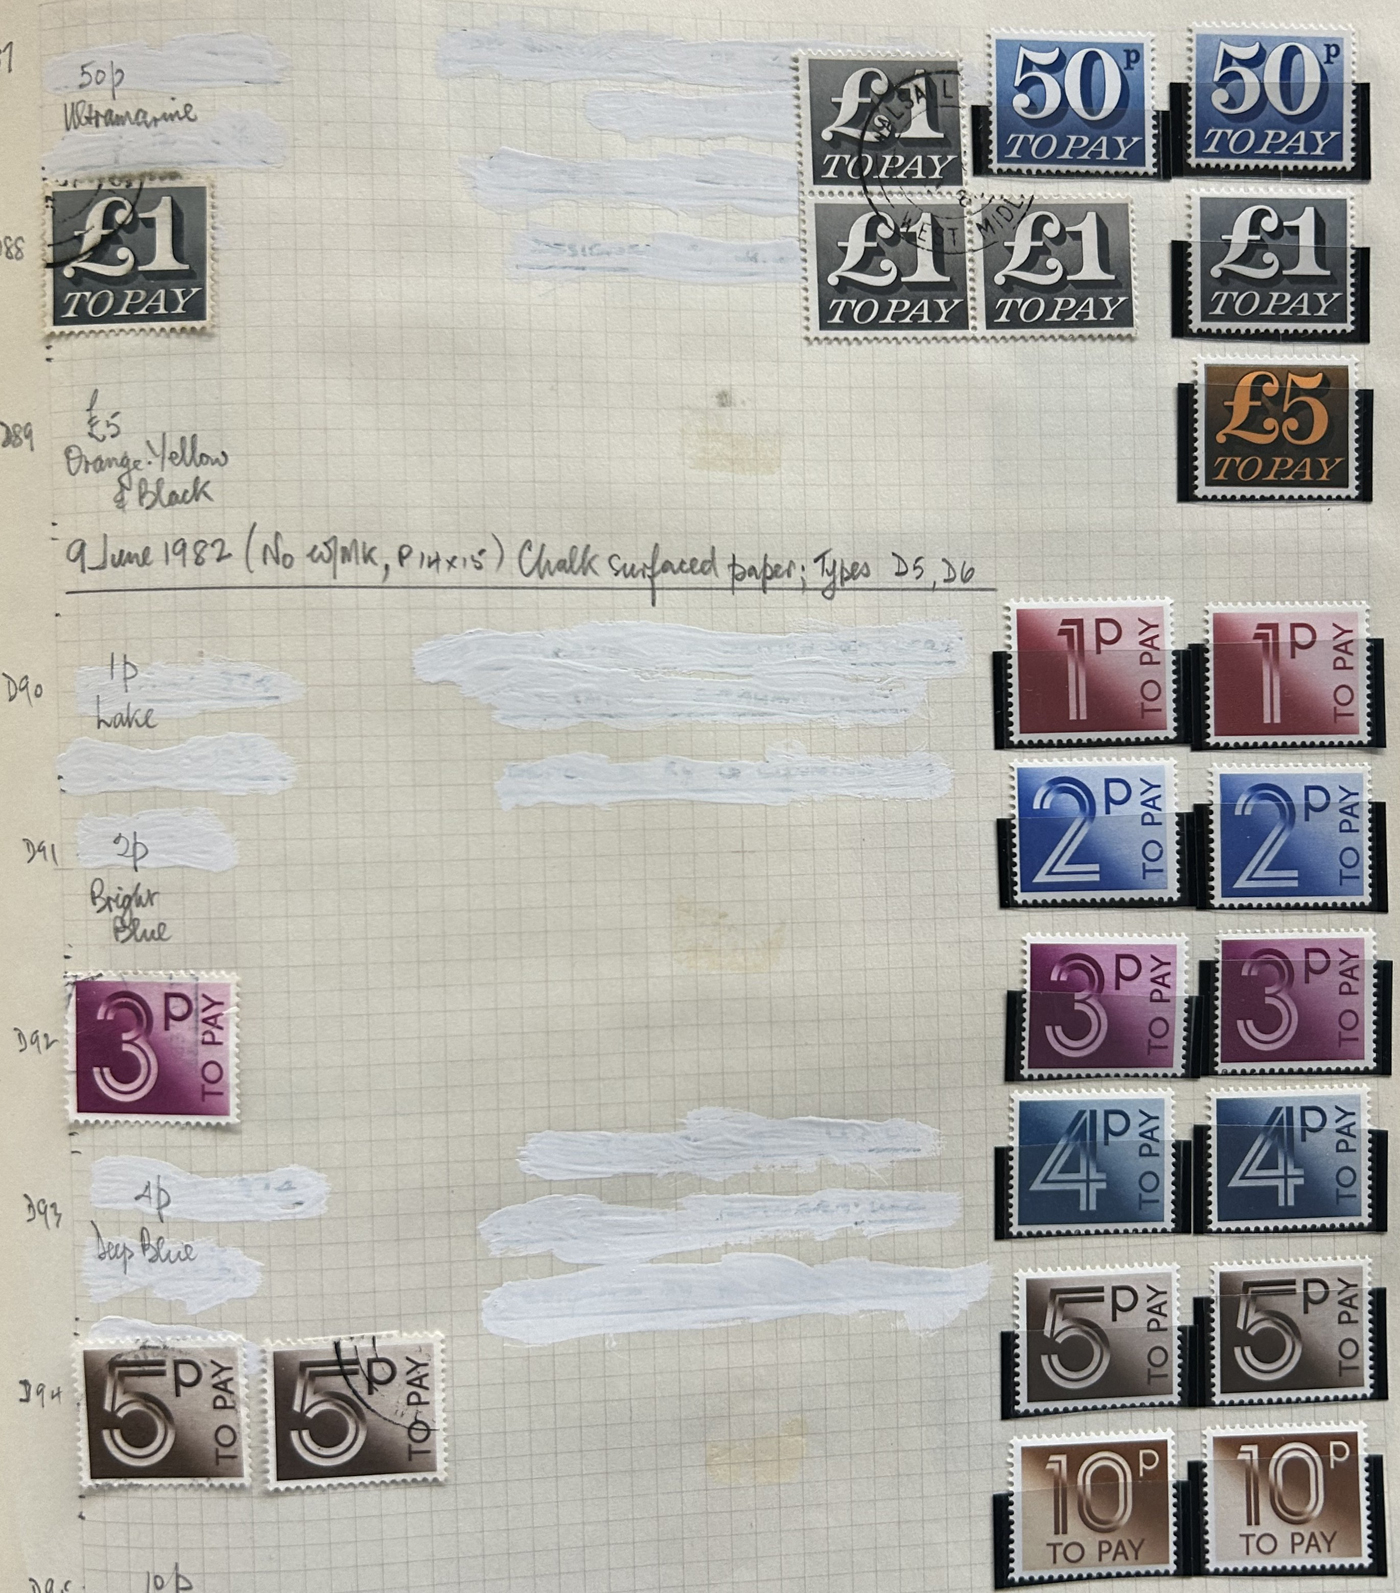 50p
Ultramarine
£1
TO PAY
WALSALL
WEST MIDL
50p
TO PAY
50p
TO PAY
D88
£1
TO PAY
£1
TO PAY
£1
TO PAY
£1
TO PAY
D89
£5
Orange-Yellow
& Black
£5
TO PAY
9 June 1982 (No W/MK, P 14x15) Chalk surfaced paper; Types D5, D6
D90
1p
Lake
1p
TO PAY
1p
TO PAY
D91
2p
Bright
Blue
2p
TO PAY
2p
TO PAY
D92
3p
TO PAY
3p
TO PAY
3p
TO PAY
D93
4p
Deep Blue
4p
TO PAY
4p
TO PAY
D94
5p
TO PAY
5p
TO PAY
5p
TO PAY
5p
TO PAY
10p
TO PAY
10p
TO PAY
10p